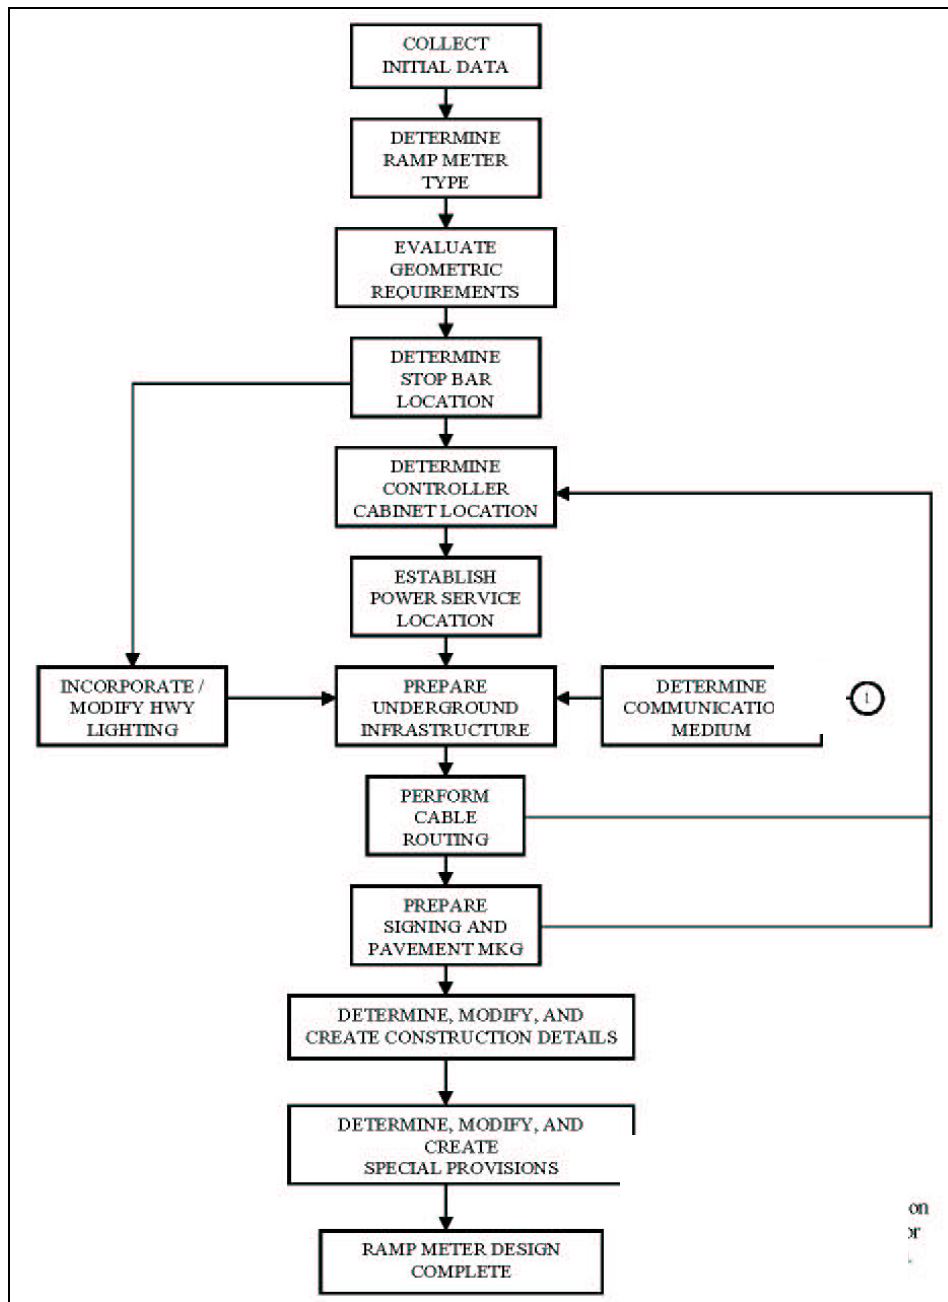 COLLECT
INITIAL DATA
DETERMINE
RAMP METER
TYPE
EVALUATE
GEOMETRIC
REQUIREMENTS
DETERMINE
STOP BAR
LOCATION
DETERMINE
CONTROLLER
CABINET LOCATION
ESTABLISH
POWER SERVICE
LOCATION
INCORPORATE /
MODIFY HWY
LIGHTING
PREPARE
UNDERGROUND
INFRASTRUCTURE
DETERMINE
COMMUNICATIO
MEDIUM
1
PERFORM
CABLE
ROUTING
PREPARE
SIGNING AND
PAVEMENT MKG
DETERMINE, MODIFY, AND
CREATE CONSTRUCTION DETAILS
DETERMINE, MODIFY, AND
CREATE
SPECIAL PROVISIONS
on
or
RAMP METER DESIGN
COMPLETE